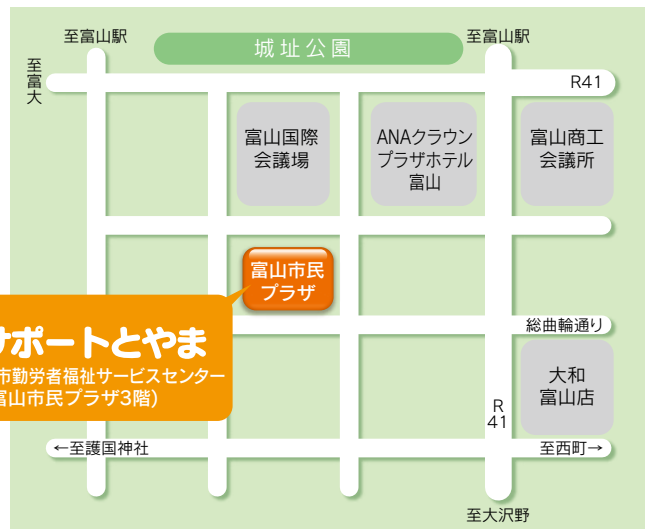 至富山駅
城址公園
至富山駅
至富大
R41
富山国際
会議場
ANAクラウン
プラザホテル
富山
富山商工
会議所
富山市民
プラザ
サポートとやま
市勤労者福祉サービスセンター
富山市民プラザ3階)
総曲輪通り
大和
富山店
R
41
←至護国神社
至西町→
至大沢野